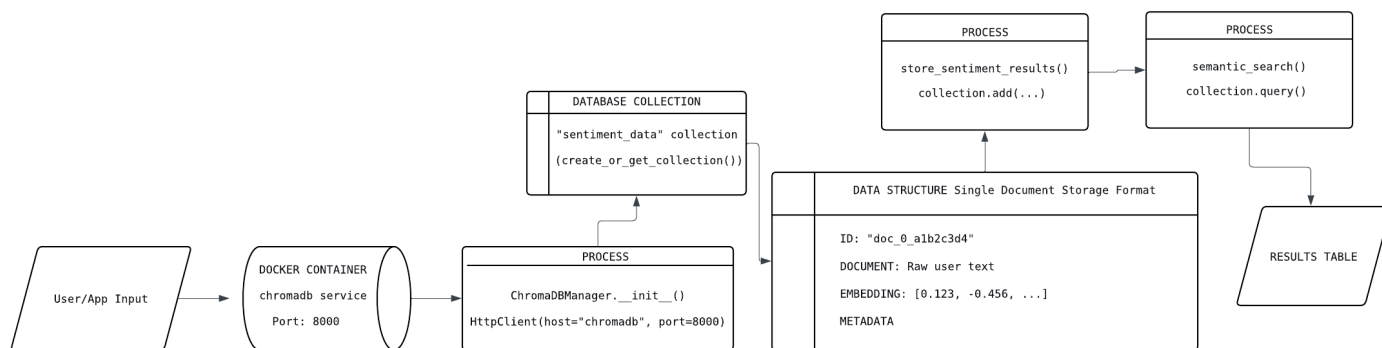 User/App Input
DOCKER CONTAINER
chromadb service
Port: 8000
PROCESS
ChromaDBManager.__init__()
HttpClient(host="chromadb", port=8000)
DATABASE COLLECTION
"sentiment_data" collection
(create_or_get_collection())
DATA STRUCTURE Single Document Storage Format
ID: "doc_0_a1b2c3d4"
DOCUMENT: Raw user text
EMBEDDING: [0.123, -0.456, ...]
METADATA
PROCESS
store_sentiment_results()
collection.add(...)
PROCESS
semantic_search()
collection.query()
RESULTS TABLE